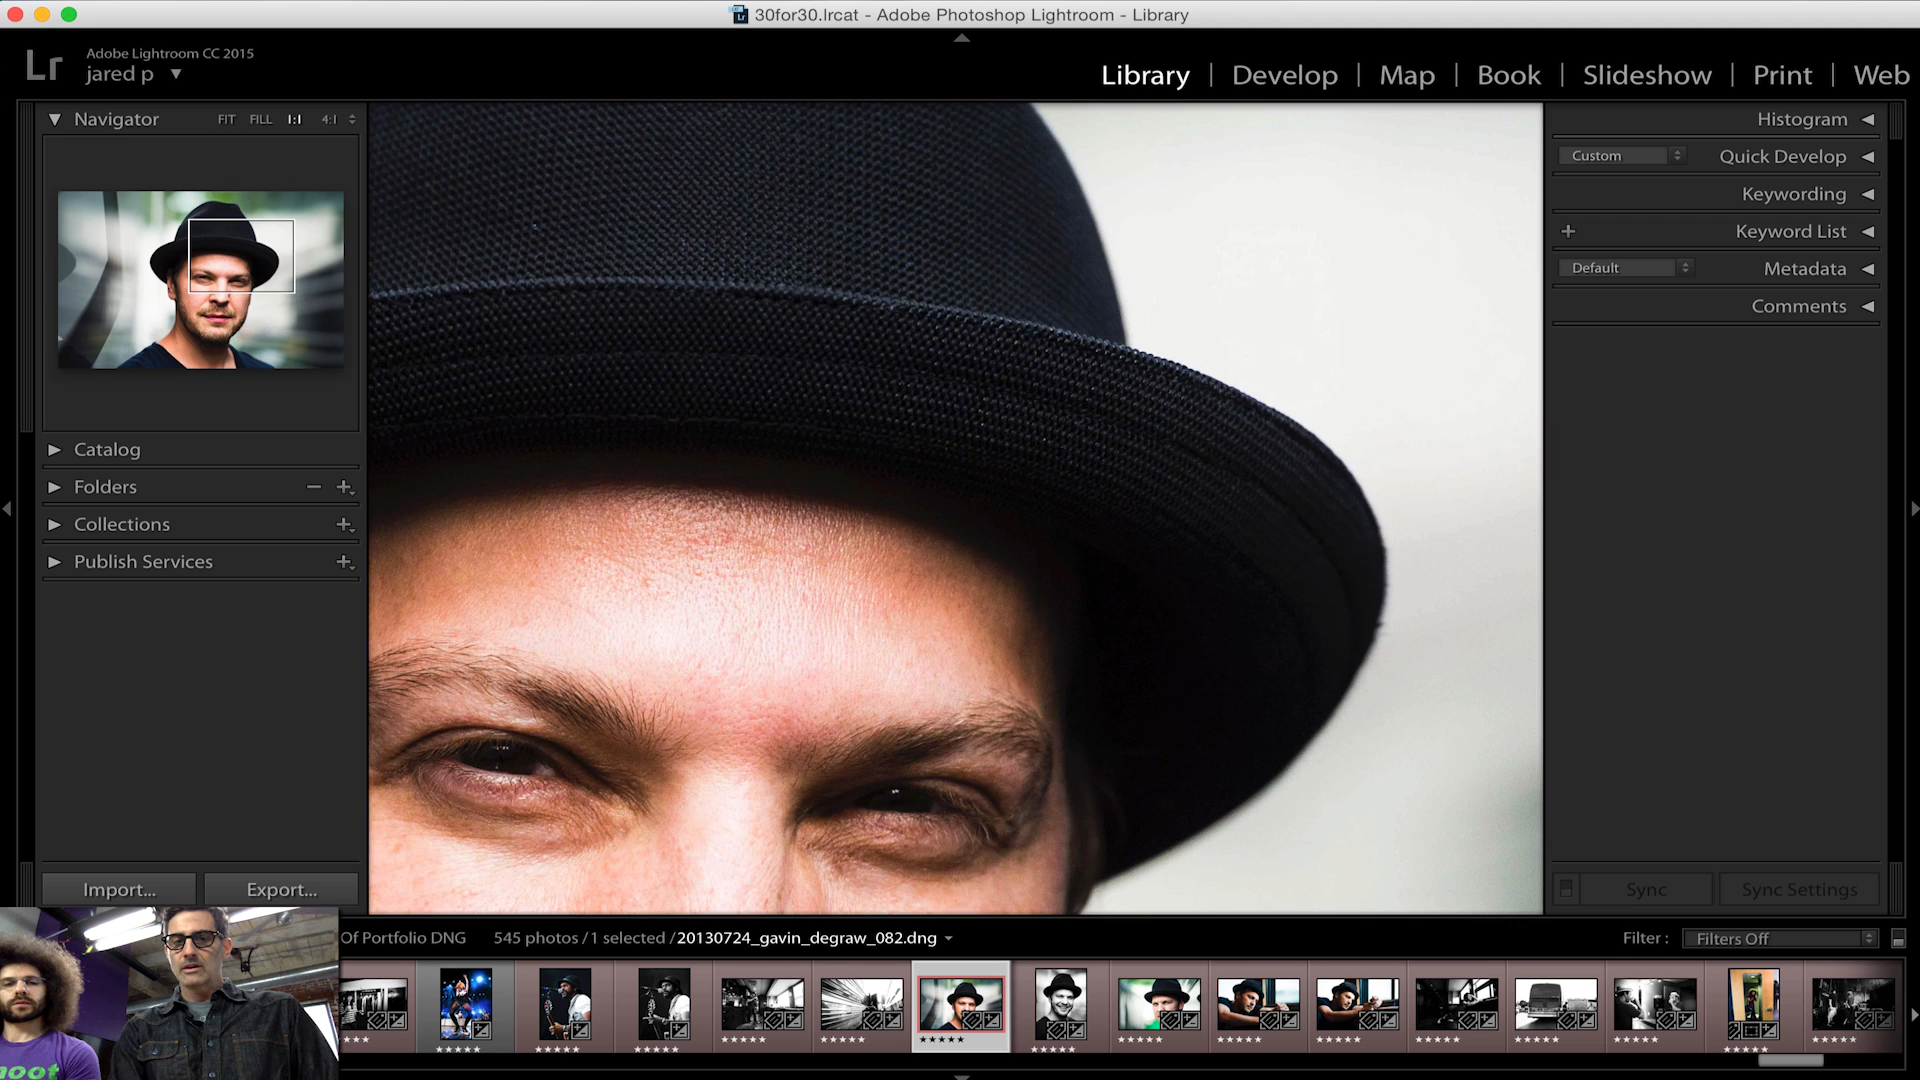 30for30.lrcat - Adobe Photoshop Lightroom - Library
Lr
Adobe Lightroom CC 2015
jared p
Library | Develop | Map | Book | Slideshow | Print | Web
Navigator FIT FILL 1:1 4:1
Catalog
Folders
Collections
Publish Services
Import... Export...
Histogram
Custom Quick Develop
Keywording
Keyword List
Default Metadata
Comments
Sync Sync Settings
Of Portfolio DNG 545 photos / 1 selected / 20130724_gavin_degraw_082.dng
Filter : Filters Off